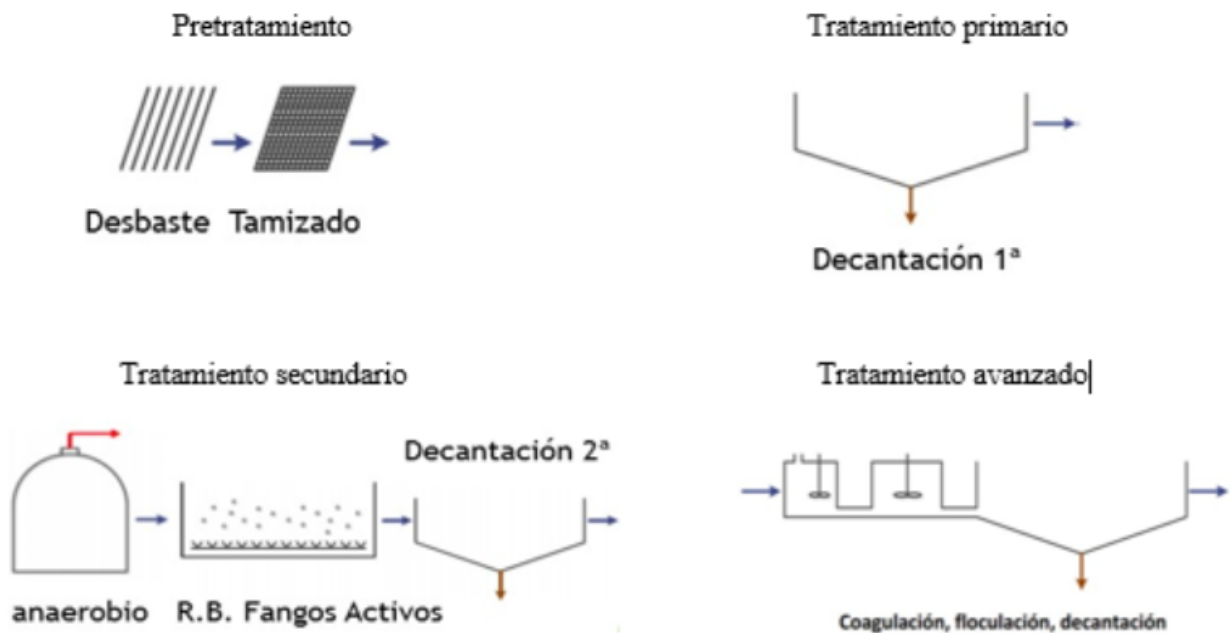 Pretratamiento
Tratamiento primario
Desbaste Tamizado
Decantación 1ª
Tratamiento secundario
Tratamiento avanzado
Decantación 2ª
anaerobio R.B. Fangos Activos
Coagulación, floculación, decantación